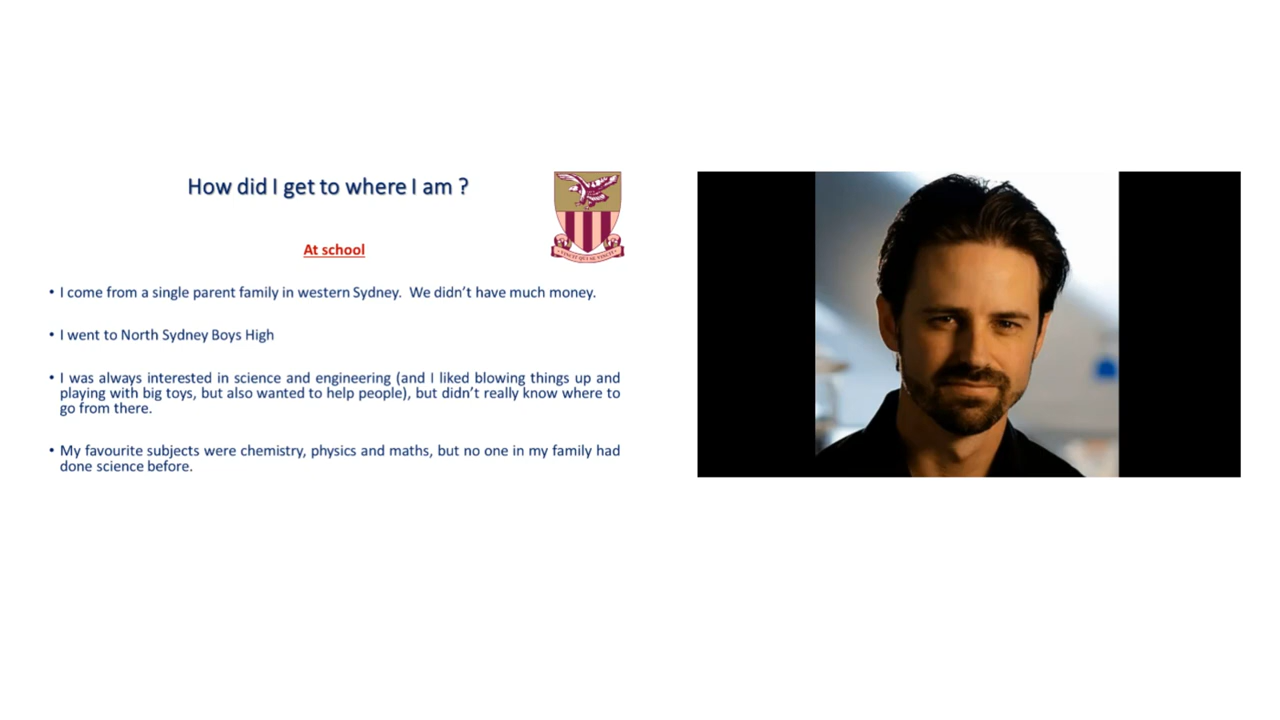 How did I get to where I am ?
At school
• I come from a single parent family in western Sydney.  We didn't have much money.
• I went to North Sydney Boys High
• I was always interested in science and engineering (and I liked blowing things up and
playing with big toys, but also wanted to help people), but didn't really know where to
go from there.
• My favourite subjects were chemistry, physics and maths, but no one in my family had
done science before.